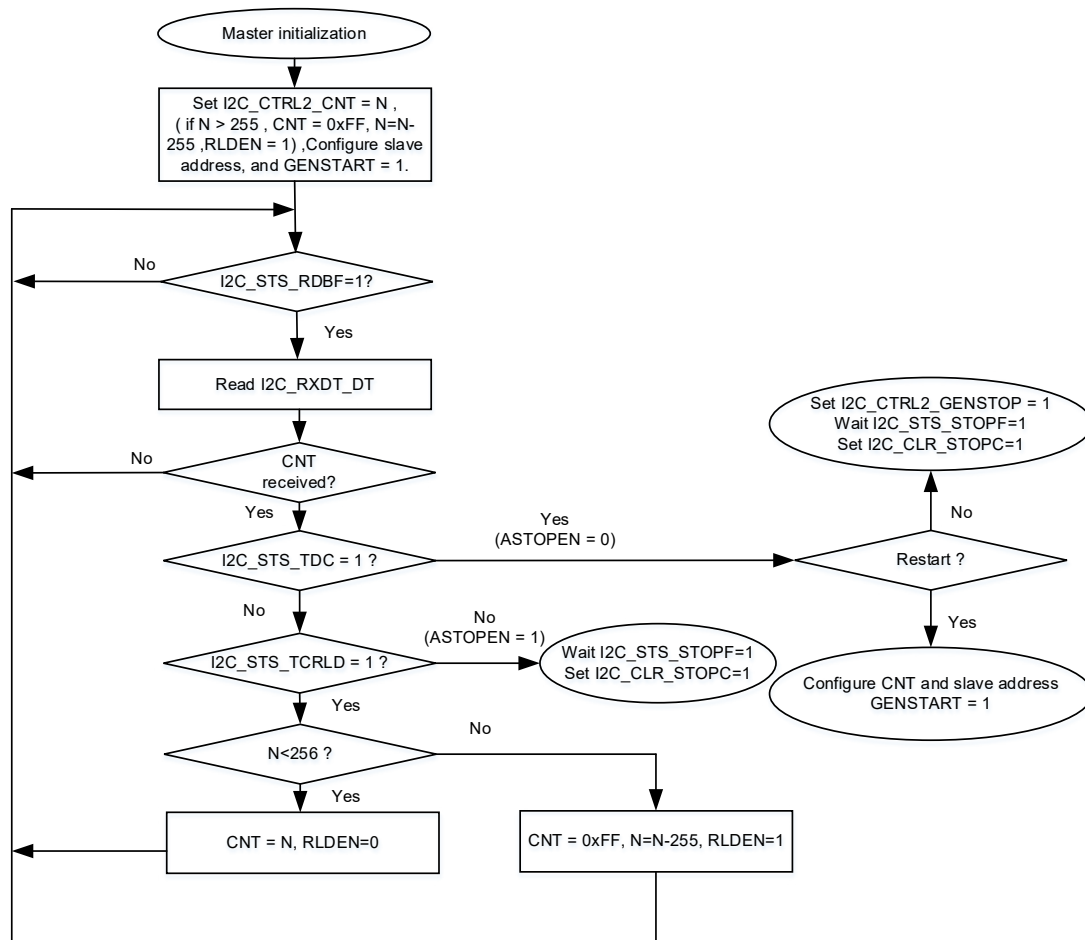 Master initialization
Set I2C_CTRL2_CNT = N ,
( if N > 255 , CNT = 0xFF, N=N-
255 ,RLDEN = 1) ,Configure slave
address, and GENSTART = 1.
No
I2C_STS_RDBF=1?
Yes
Read I2C_RXDT_DT
Set I2C_CTRL2_GENSTOP = 1
Wait I2C_STS_STOPF=1
Set I2C_CLR_STOPC=1
No
CNT
received?
Yes
Yes
(ASTOPEN = 0)
No
I2C_STS_TDC = 1 ?
Restart ?
No
No
(ASTOPEN = 1)
Yes
I2C_STS_TCRLD = 1 ?
Wait I2C_STS_STOPF=1
Set I2C_CLR_STOPC=1
Configure CNT and slave address
GENSTART = 1
Yes
N<256 ?
No
Yes
CNT = N, RLDEN=0
CNT = 0xFF, N=N-255, RLDEN=1